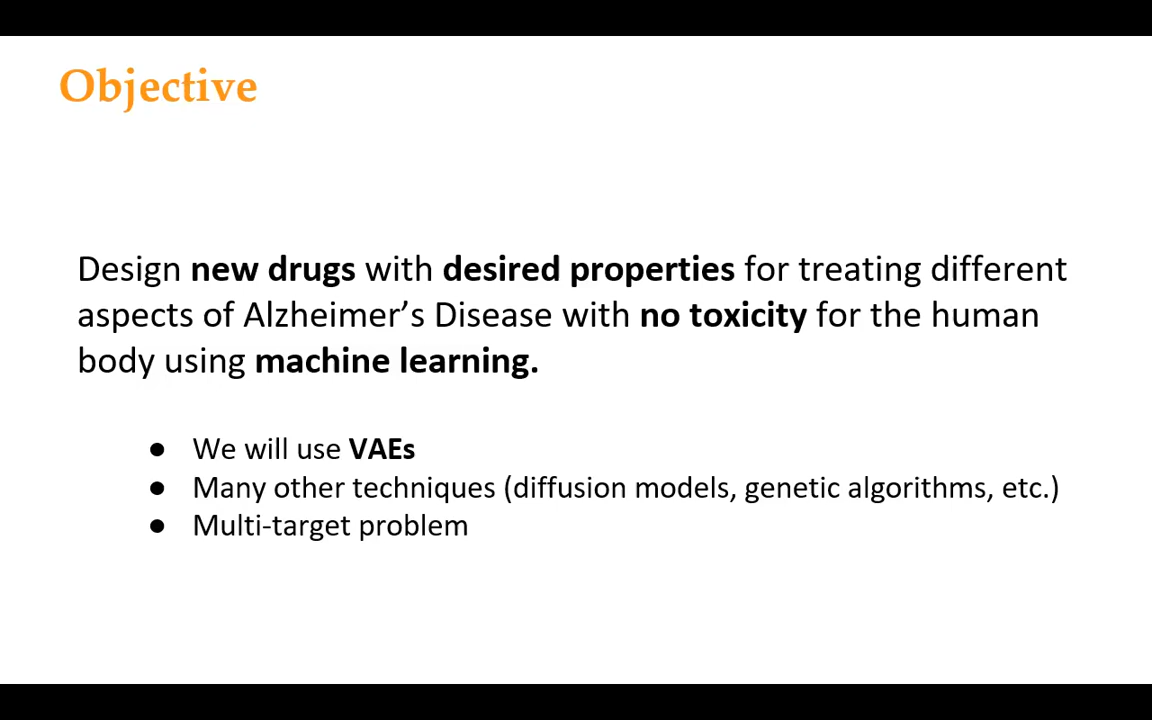 Objective
Design new drugs with desired properties for treating different
aspects of Alzheimer’s Disease with no toxicity for the human
body using machine learning.
● We will use VAEs
● Many other techniques (diffusion models, genetic algorithms, etc.)
● Multi-target problem